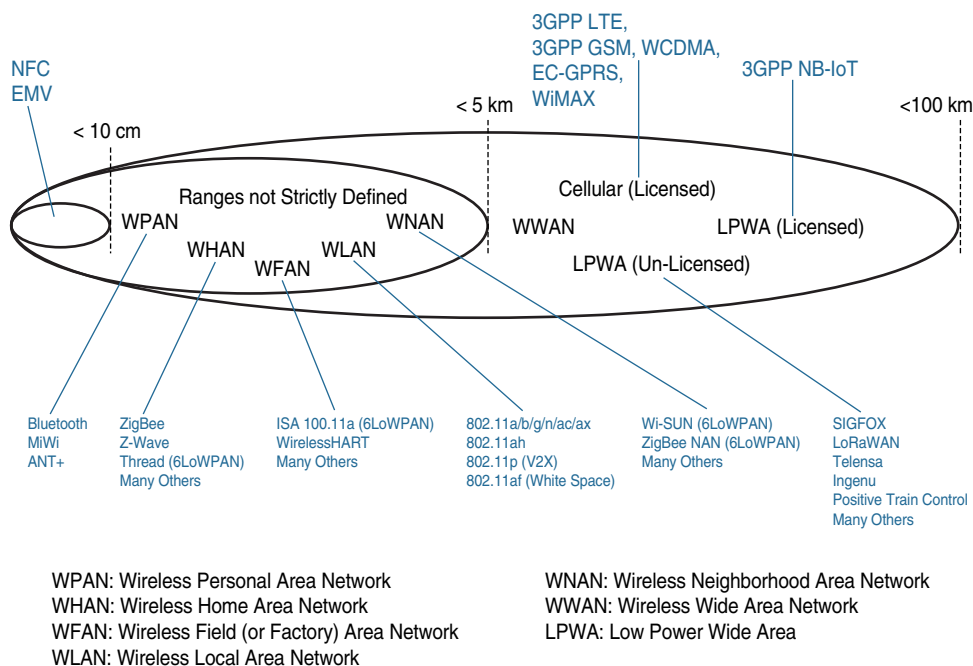 3GPP LTE,
3GPP GSM, WCDMA,
EC-GPRS,
WiMAX
NFC
EMV
3GPP NB-IoT
< 10 cm
< 5 km
<100 km
Ranges not Strictly Defined
Cellular (Licensed)
WPAN
WHAN
WFAN
WLAN
WNAN
WWAN
LPWA (Licensed)
LPWA (Un-Licensed)
Bluetooth
MiWi
ANT+
ZigBee
Z-Wave
Thread (6LoWPAN)
Many Others
ISA 100.11a (6LoWPAN)
WirelessHART
Many Others
802.11a/b/g/n/ac/ax
802.11ah
802.11p (V2X)
802.11af (White Space)
Wi-SUN (6LoWPAN)
ZigBee NAN (6LoWPAN)
Many Others
SIGFOX
LoRaWAN
Telensa
Ingenu
Positive Train Control
Many Others
WPAN: Wireless Personal Area Network
WHAN: Wireless Home Area Network
WFAN: Wireless Field (or Factory) Area Network
WLAN: Wireless Local Area Network
WNAN: Wireless Neighborhood Area Network
WWAN: Wireless Wide Area Network
LPWA: Low Power Wide Area